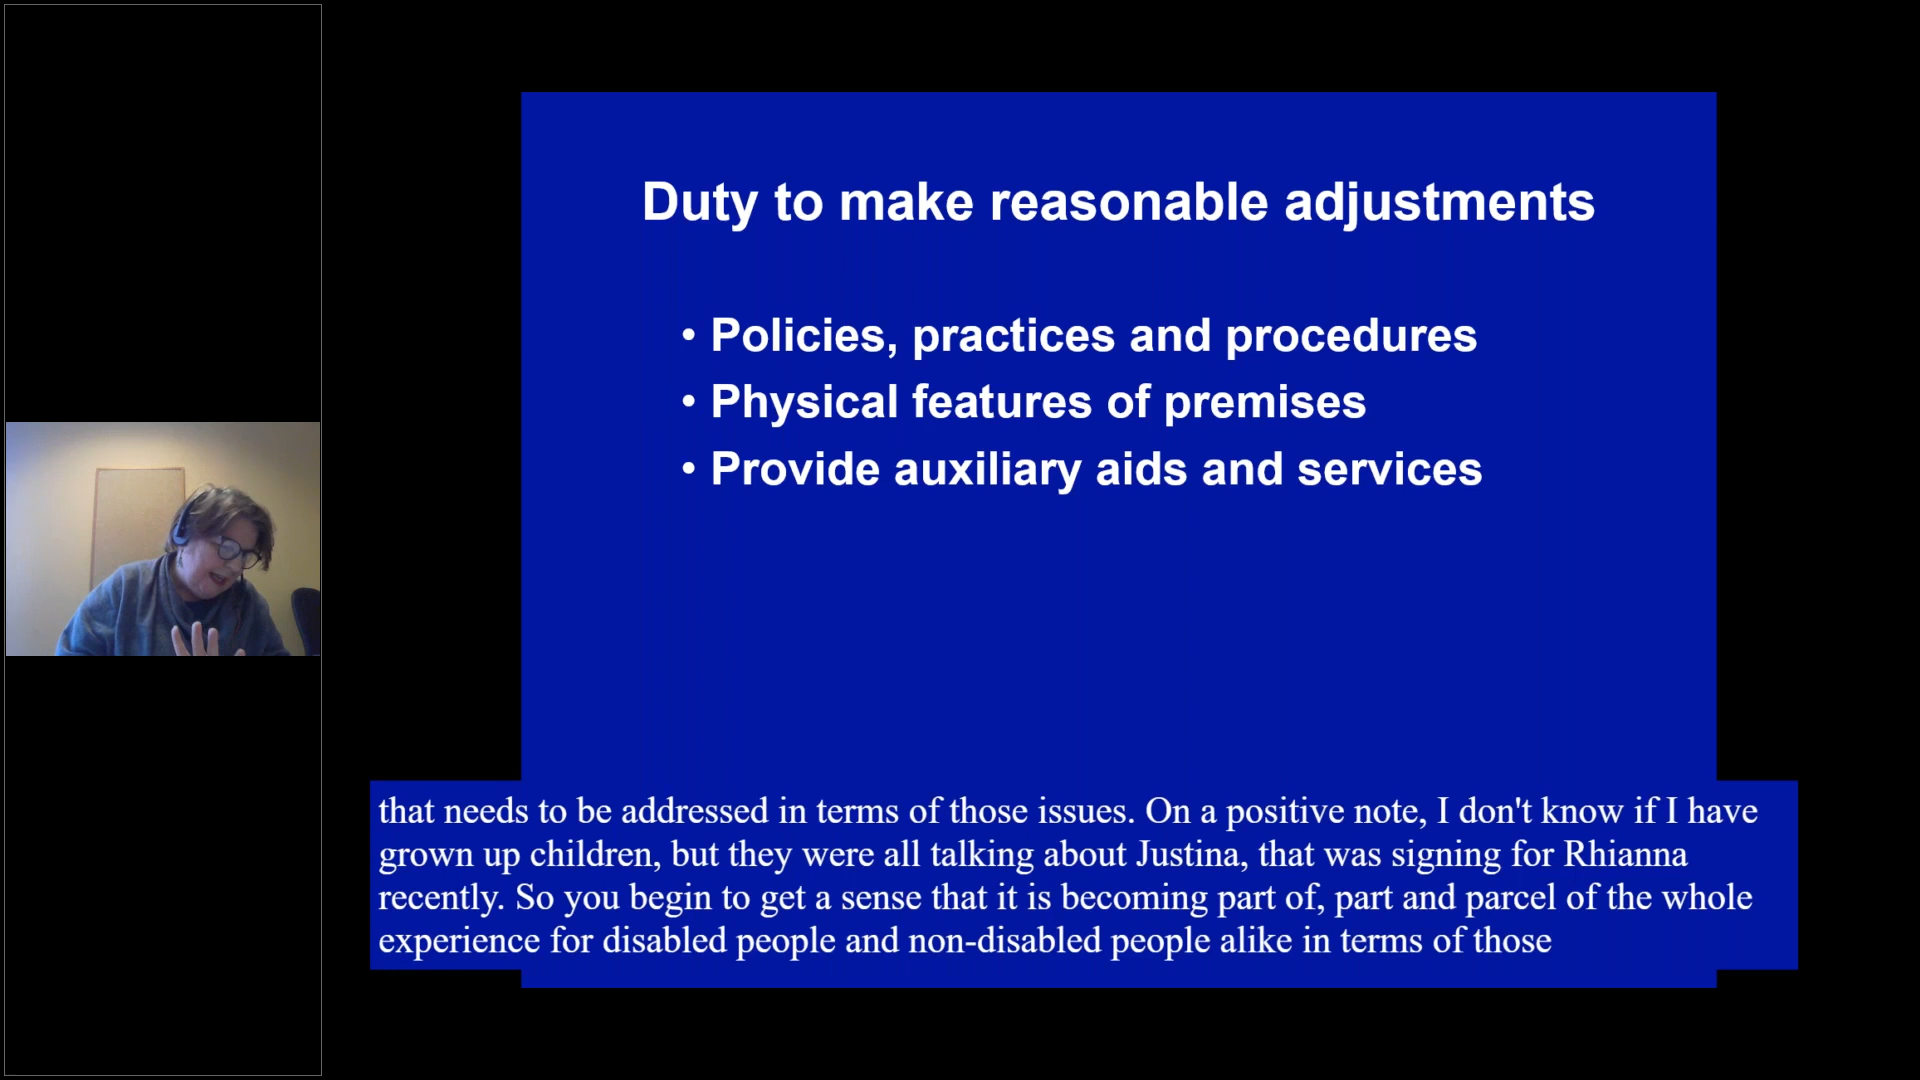 Duty to make reasonable adjustments
• Policies, practices and procedures
• Physical features of premises
• Provide auxiliary aids and services
that needs to be addressed in terms of those issues. On a positive note, I don't know if I have
grown up children, but they were all talking about Justina, that was signing for Rhianna
recently. So you begin to get a sense that it is becoming part of, part and parcel of the whole
experience for disabled people and non-disabled people alike in terms of those